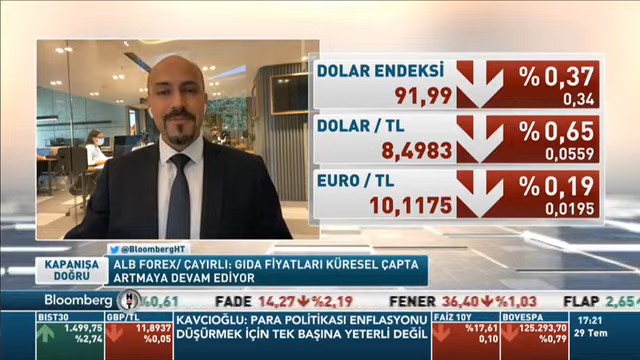 DOLAR ENDEKSİ
91,99
% 0,37
0,34
DOLAR / TL
8,4983
% 0,65
0,0559
EURO / TL
10,1175
% 0,19
0,0195
@BloombergHT
KAPANIŞA
DOĞRU
ALB FOREX/ ÇAYIRLI: GIDA FİYATLARI KÜRESEL ÇAPTA
ARTMAYA DEVAM EDİYOR
Bloomberg HT %0,61 FADE 14,27 %2,19 FENER 36,40 %1,03 FLAP 2,65
BIST30
1.499,75
%2,74
GBP/TL
11,8937
%0,05
KAVCIOĞLU: PARA POLİTİKASI ENFLASYONU
DÜŞÜRMEK İÇİN TEK BAŞINA YETERLİ DEĞİL
FAİZ 10Y
%17,61
0,10
BOVESPA
125.293,70
%0,79
17:21
29 Tem